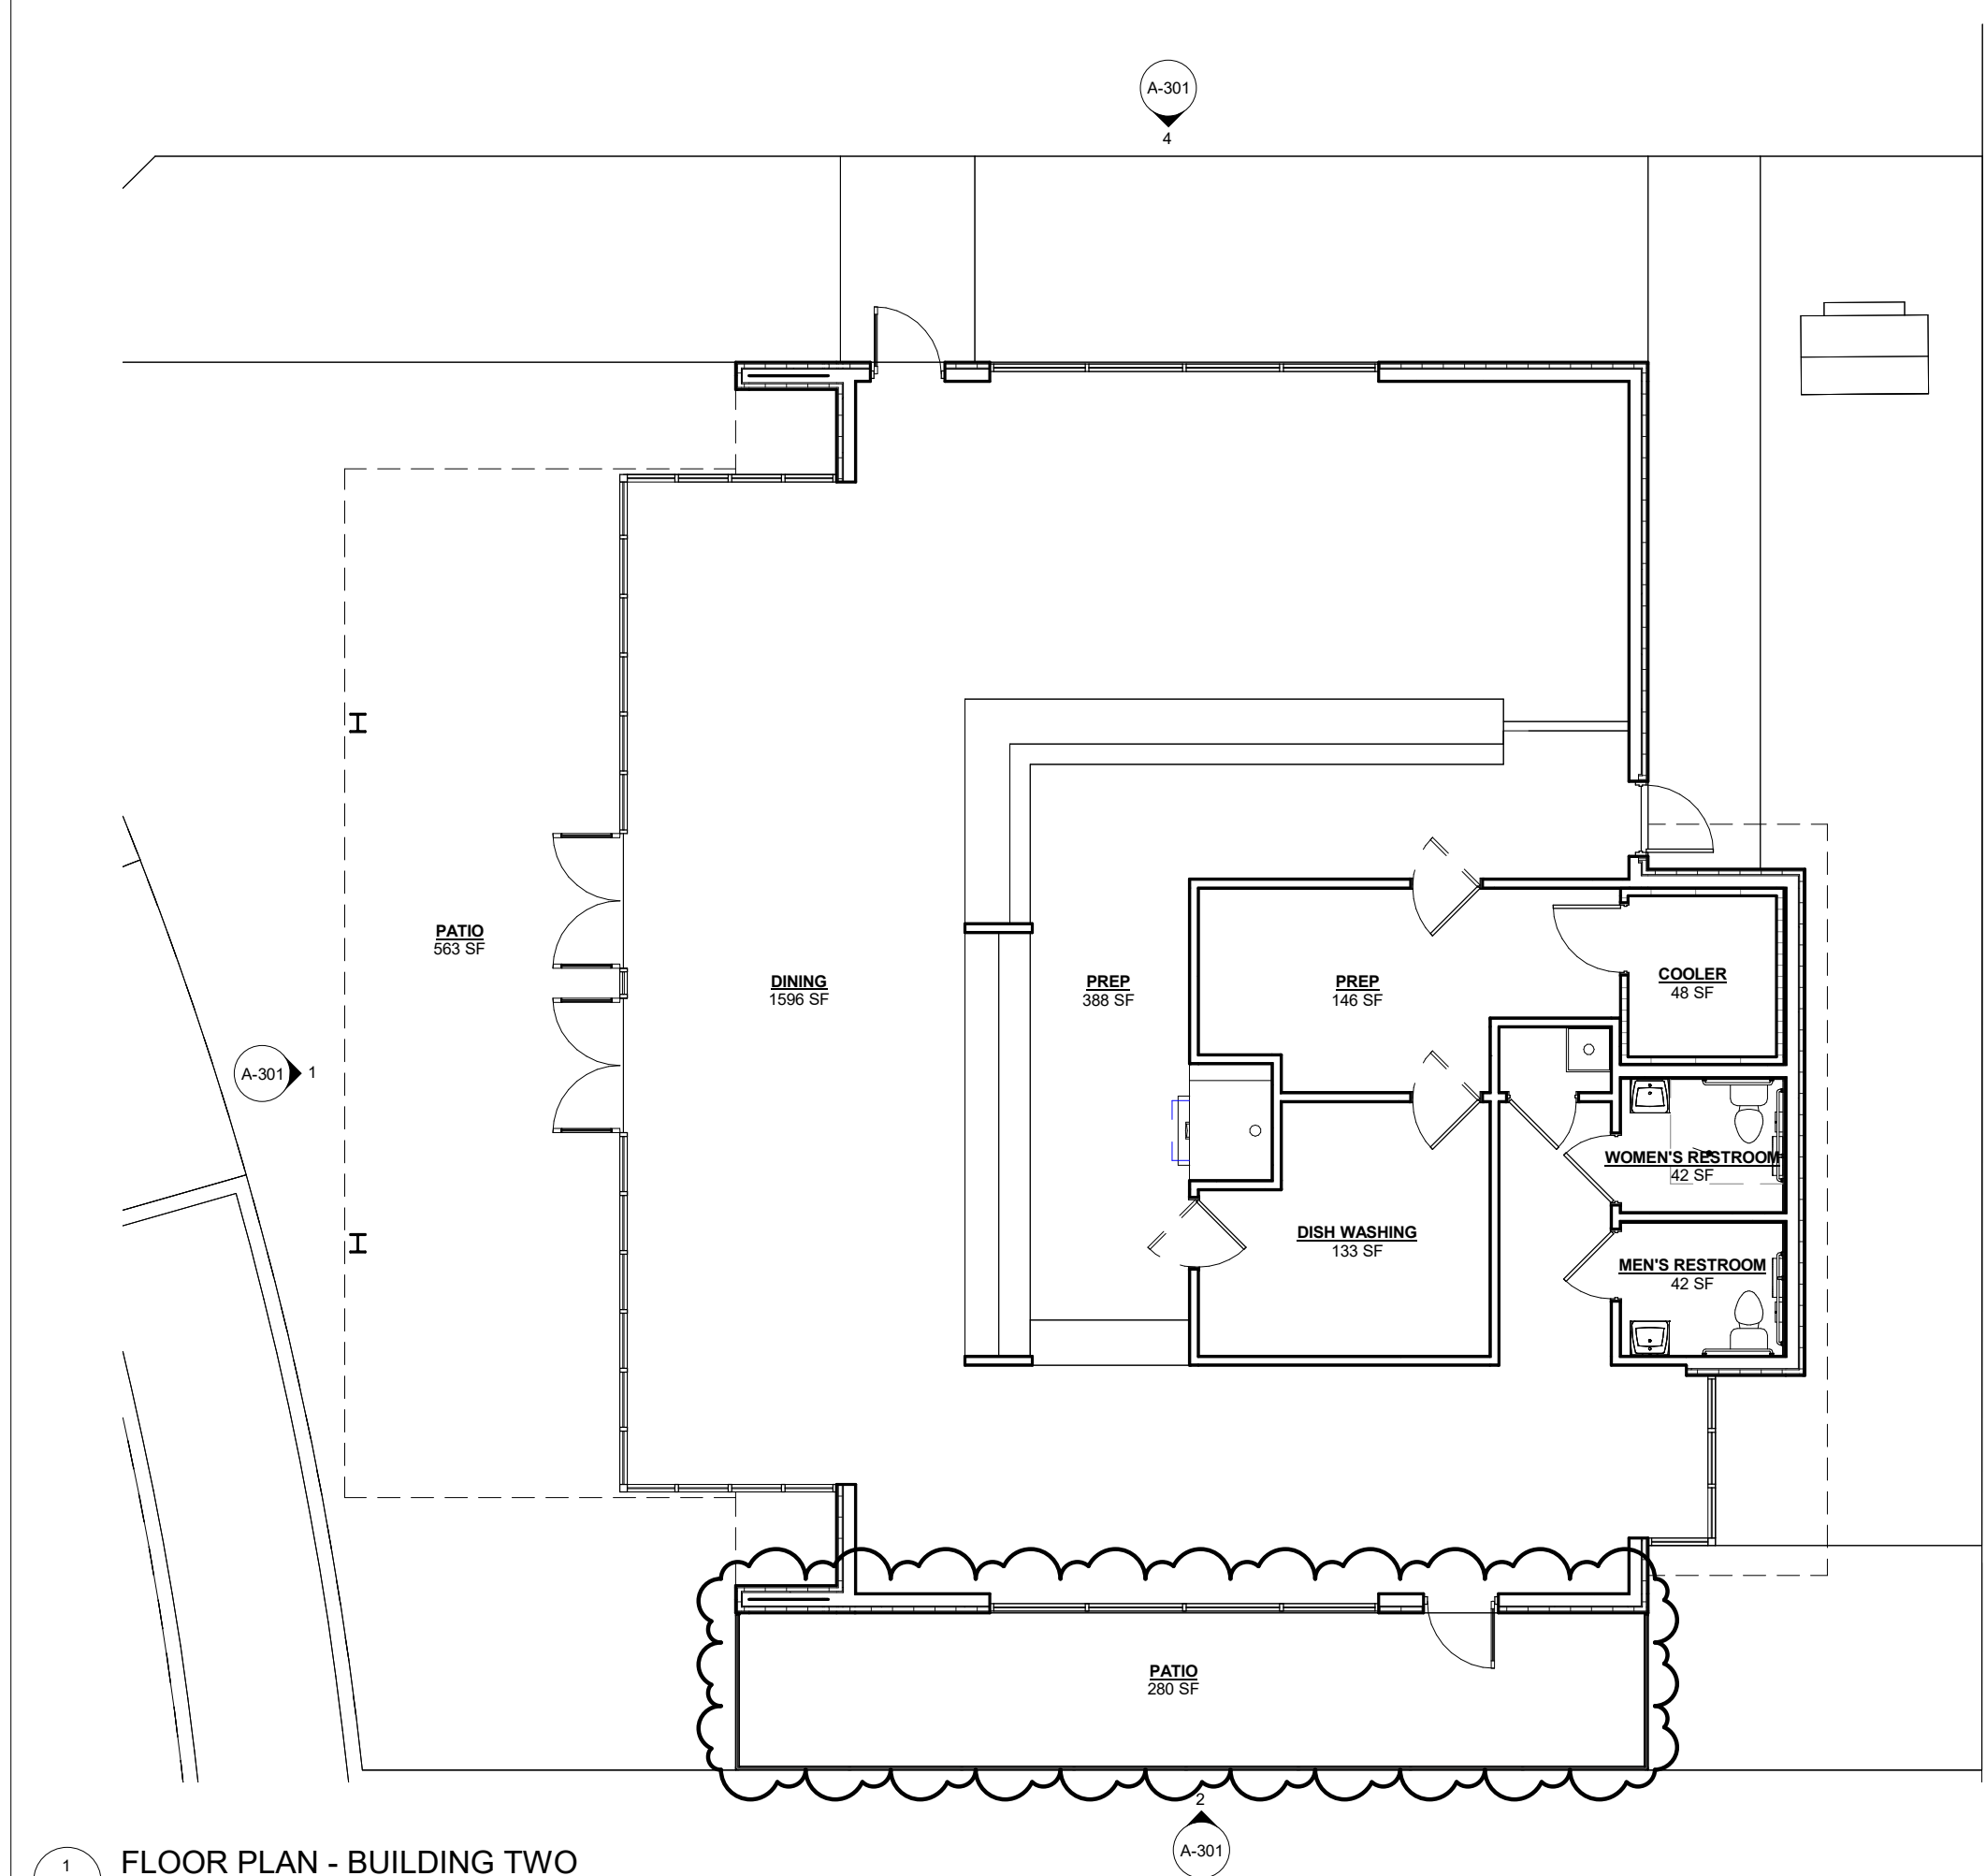 A-301
4
PATIO
563 SF
DINING
1596 SF
PREP
388 SF
PREP
146 SF
COOLER
48 SF
A-301
1
WOMEN'S RESTROOM
42 SF
DISH WASHING
133 SF
MEN'S RESTROOM
42 SF
PATIO
280 SF
2
A-301
1
FLOOR PLAN - BUILDING TWO